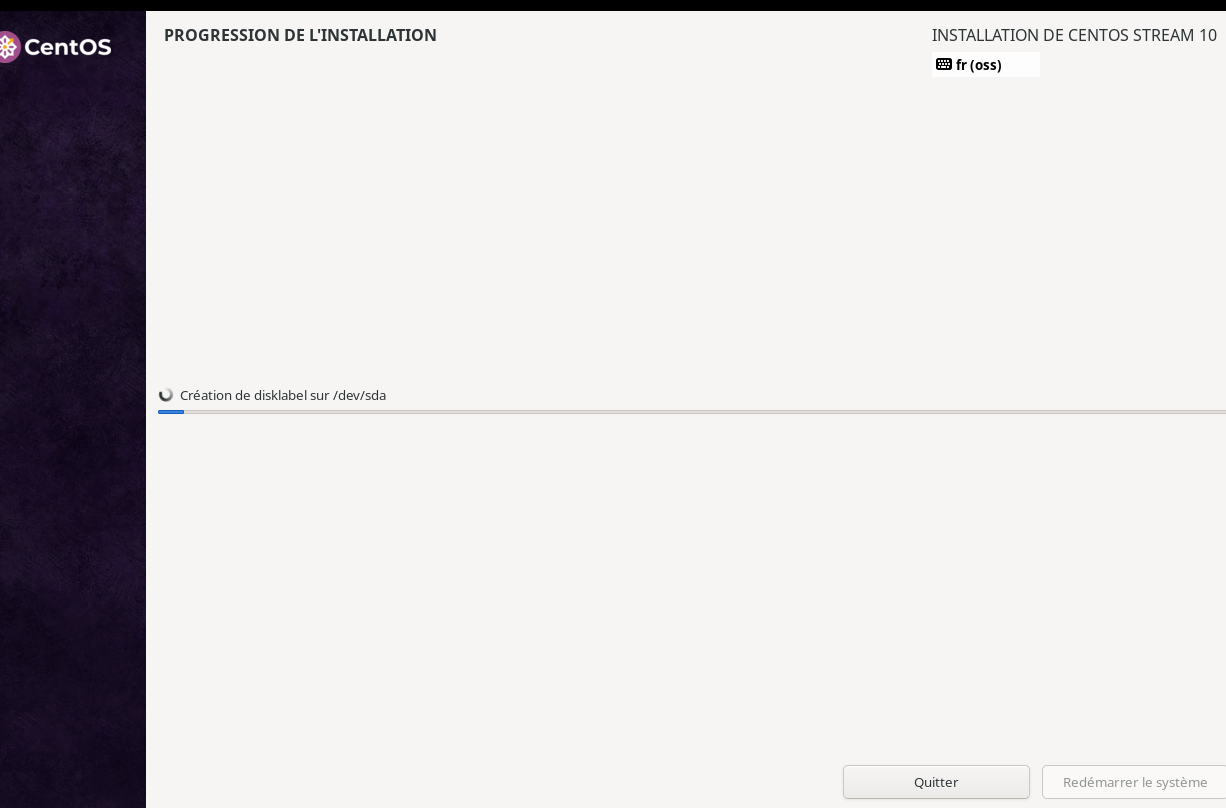 CentOS
PROGRESSION DE L'INSTALLATION
INSTALLATION DE CENTOS STREAM 10
fr (oss)
Création de disklabel sur /dev/sda
Quitter
Redémarrer le système